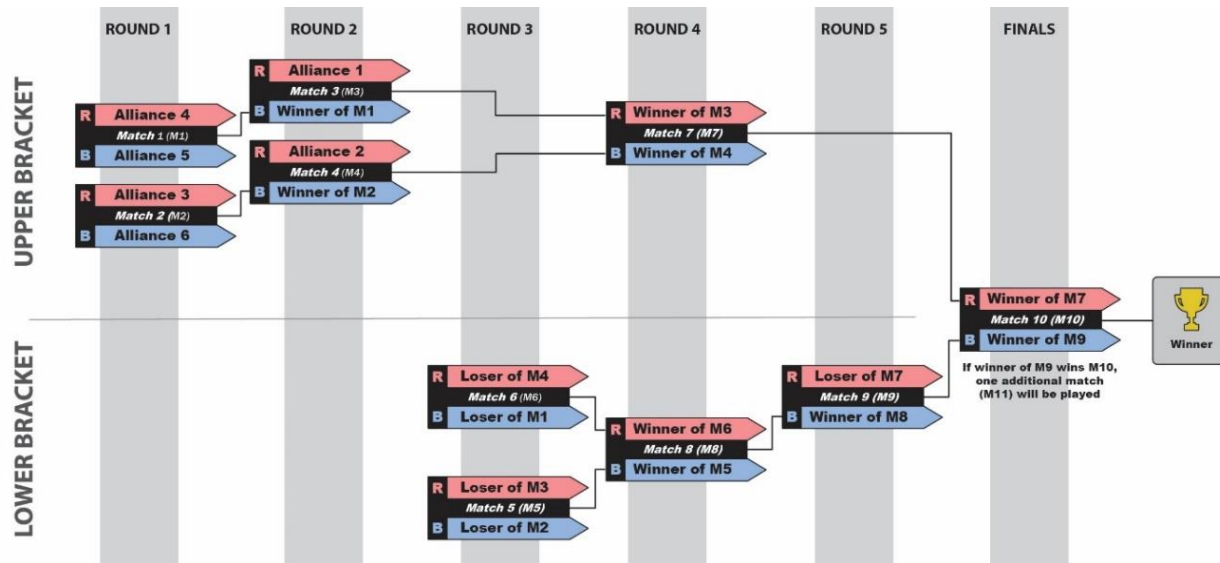 ROUND 1
ROUND 2
ROUND 3
ROUND 4
ROUND 5
FINALS
UPPER BRACKET
R Alliance 4
Match 1 (M1)
B Alliance 5
R Alliance 3
Match 2 (M2)
B Alliance 6
R Alliance 1
Match 3 (M3)
B Winner of M1
R Alliance 2
Match 4 (M4)
B Winner of M2
R Winner of M3
Match 7 (M7)
B Winner of M4
LOWER BRACKET
R Loser of M4
Match 6 (M6)
B Loser of M1
R Loser of M3
Match 5 (M5)
B Loser of M2
R Winner of M6
Match 8 (M8)
B Winner of M5
R Loser of M7
Match 9 (M9)
B Winner of M8
R Winner of M7
Match 10 (M10)
B Winner of M9
If winner of M9 wins M10,
one additional match
(M11) will be played
Winner